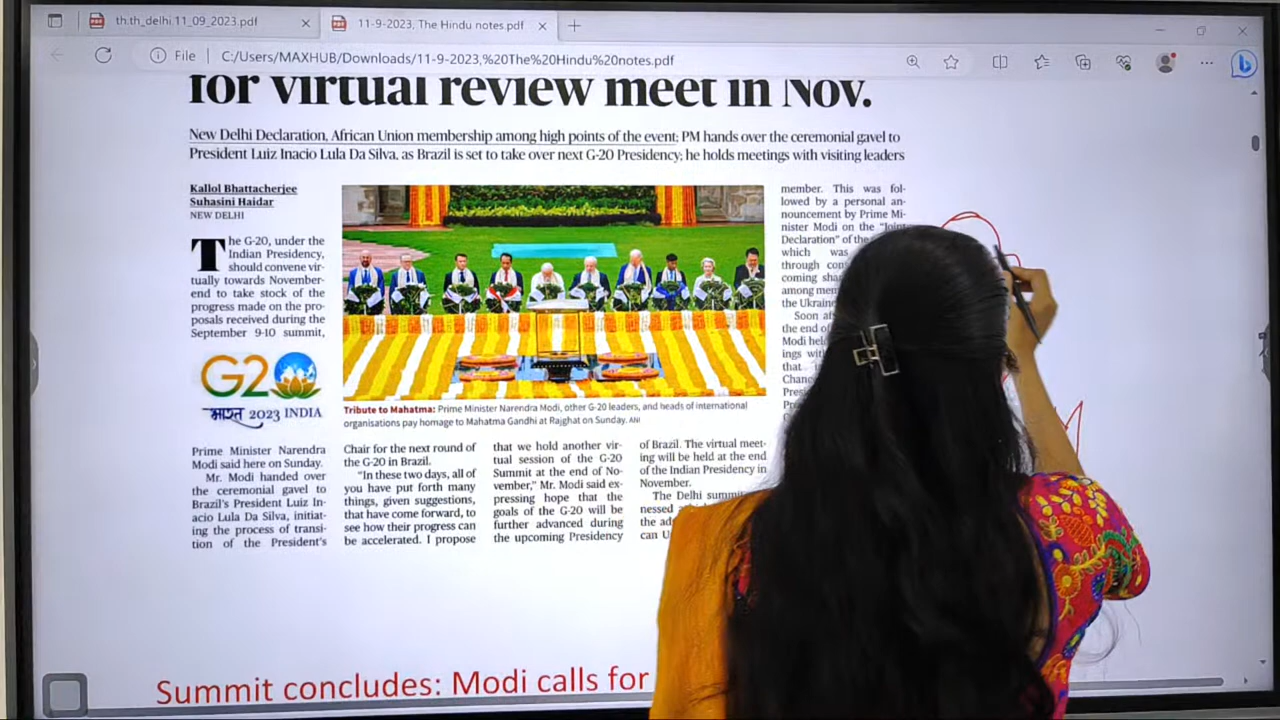 th.th_delhi 11_09_2023.pdf
11-9-2023, The Hindu notes.pdf
File
C:/Users/MAXHUB/Downloads/11-9-2023,%20The%20Hindu%20notes.pdf
for virtual review meet in Nov.
New Delhi Declaration, African Union membership among high points of the event; PM hands over the ceremonial gavel to
President Luiz Inacio Lula Da Silva, as Brazil is set to take over next G-20 Presidency; he holds meetings with visiting leaders
Kallol Bhattacherjee
Suhasini Haidar
NEW DELHI
The G-20, under the
Indian Presidency,
should convene vir-
tually towards November-
end to take stock of the
progress made on the pro-
posals received during the
September 9-10 summit,
G20
भारत 2023 INDIA
Prime Minister Narendra
Modi said here on Sunday.
Mr. Modi handed over
the ceremonial gavel to
Brazil's President Luiz In-
acio Lula Da Silva, initiat-
ing the process of transi-
tion of the President's
Tribute to Mahatma: Prime Minister Narendra Modi, other G-20 leaders, and heads of international
organisations pay homage to Mahatma Gandhi at Rajghat on Sunday. ANI
Chair for the next round of
the G-20 in Brazil.
"In these two days, all of
you have put forth many
things, given suggestions,
that have come forward, to
see how their progress can
be accelerated. I propose
that we hold another vir-
tual session of the G-20
Summit at the end of No-
vember," Mr. Modi said ex-
pressing hope that the
goals of the G-20 will be
further advanced during
the upcoming Presidency
of Brazil. The virtual meet-
ing will be held at the end
of the Indian Presidency in
November.
The Delhi summit
nessed
the ad
can U
member. This was fol-
lowed by a personal an-
nouncement by Prime Mi-
nister Modi on the "Joint
Declaration" of the
which was
through con
coming sha
among mem
the Ukraine
Soon af
the end of
Modi held
ings with
that
Chanc
Presi
Summit concludes: Modi calls for